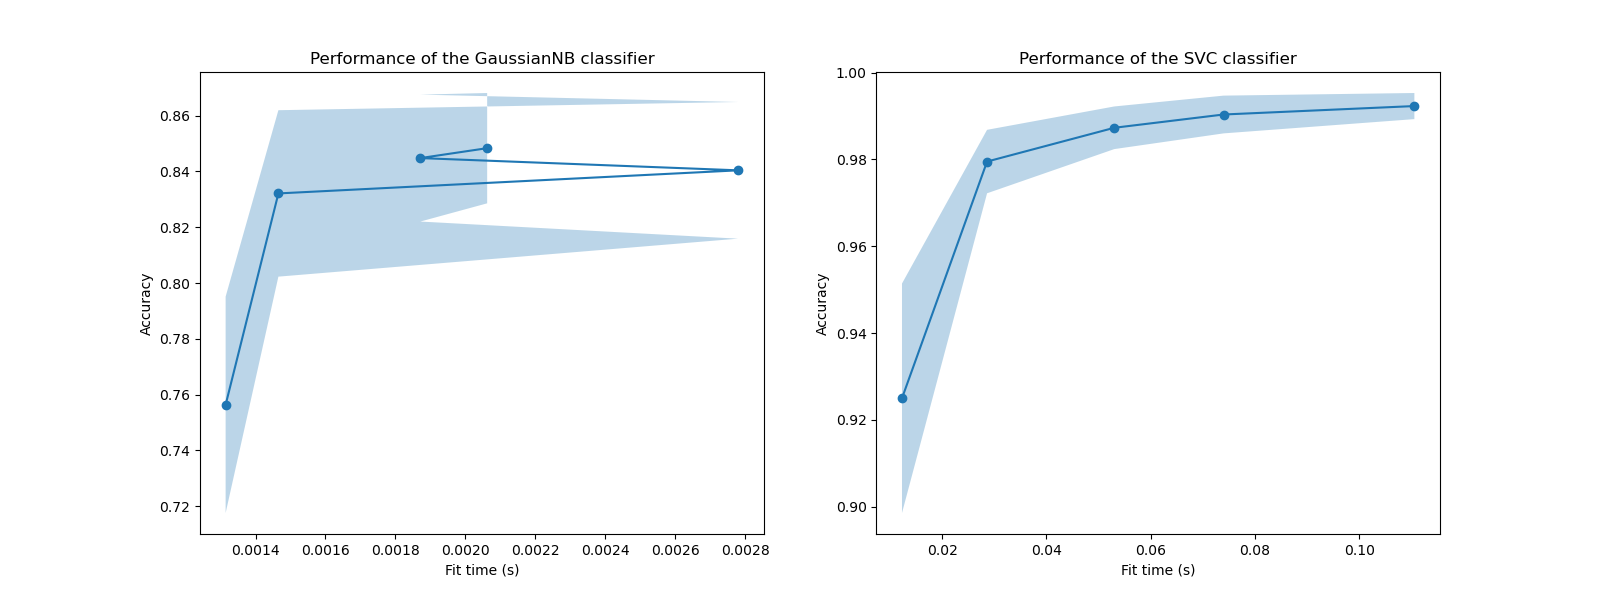 Performance of the GaussianNB classifier
Accuracy
0.86
0.84
0.82
0.80
0.78
0.76
0.74
0.72
0.0014 0.0016 0.0018 0.0020 0.0022 0.0024 0.0026 0.0028
Fit time (s)
Performance of the SVC classifier
Accuracy
1.00
0.98
0.96
0.94
0.92
0.90
0.02 0.04 0.06 0.08 0.10
Fit time (s)